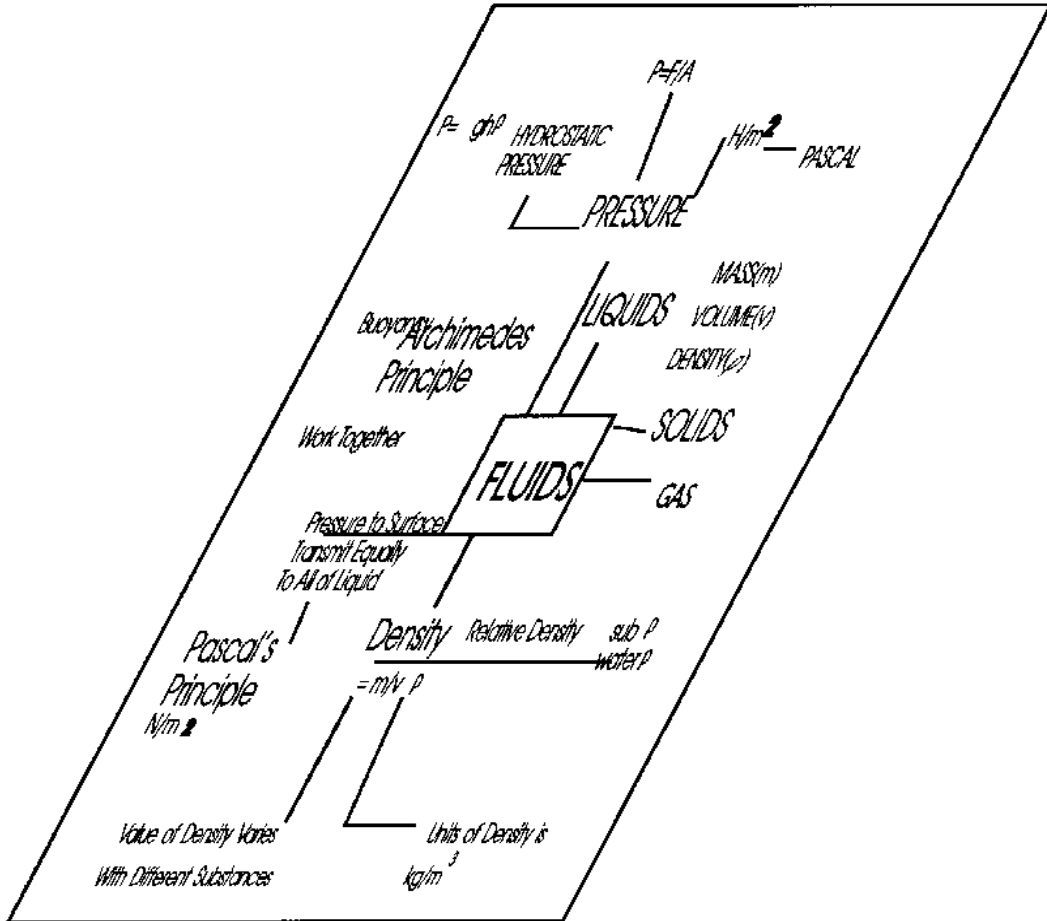 P=F/A
P= ghρ
HYDROSTATIC
PRESSURE
H/m2
PASCAL
PRESSURE
MASS(m)
LIQUIDS
VOLUME(v)
DENSITY(ρ)
Buoyancy
Archimedes
Principle
Work Together
SOLIDS
FLUIDS
GAS
Pressure to Surface
Transmit Equally
To All of Liquid
Pascal's
Principle
N/m2
Density
Relative Density
sub ρ
water ρ
= m/v ρ
Value of Density Varies
With Different Substances
Units of Density is
kg/m3